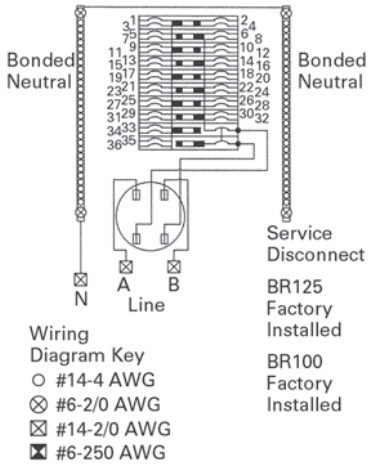 1 2
3 4
5 6
7 8
9 10
11 12
13 14
15 16
17 18
19 20
21 22
23 24
25 26
27 28
29 30
31 32
33
34
35
36
Bonded
Neutral
Bonded
Neutral
N
A
B
Line
Service
Disconnect
BR125
Factory
Installed
BR100
Factory
Installed
Wiring
Diagram Key
#14-4 AWG
#6-2/0 AWG
#14-2/0 AWG
#6-250 AWG